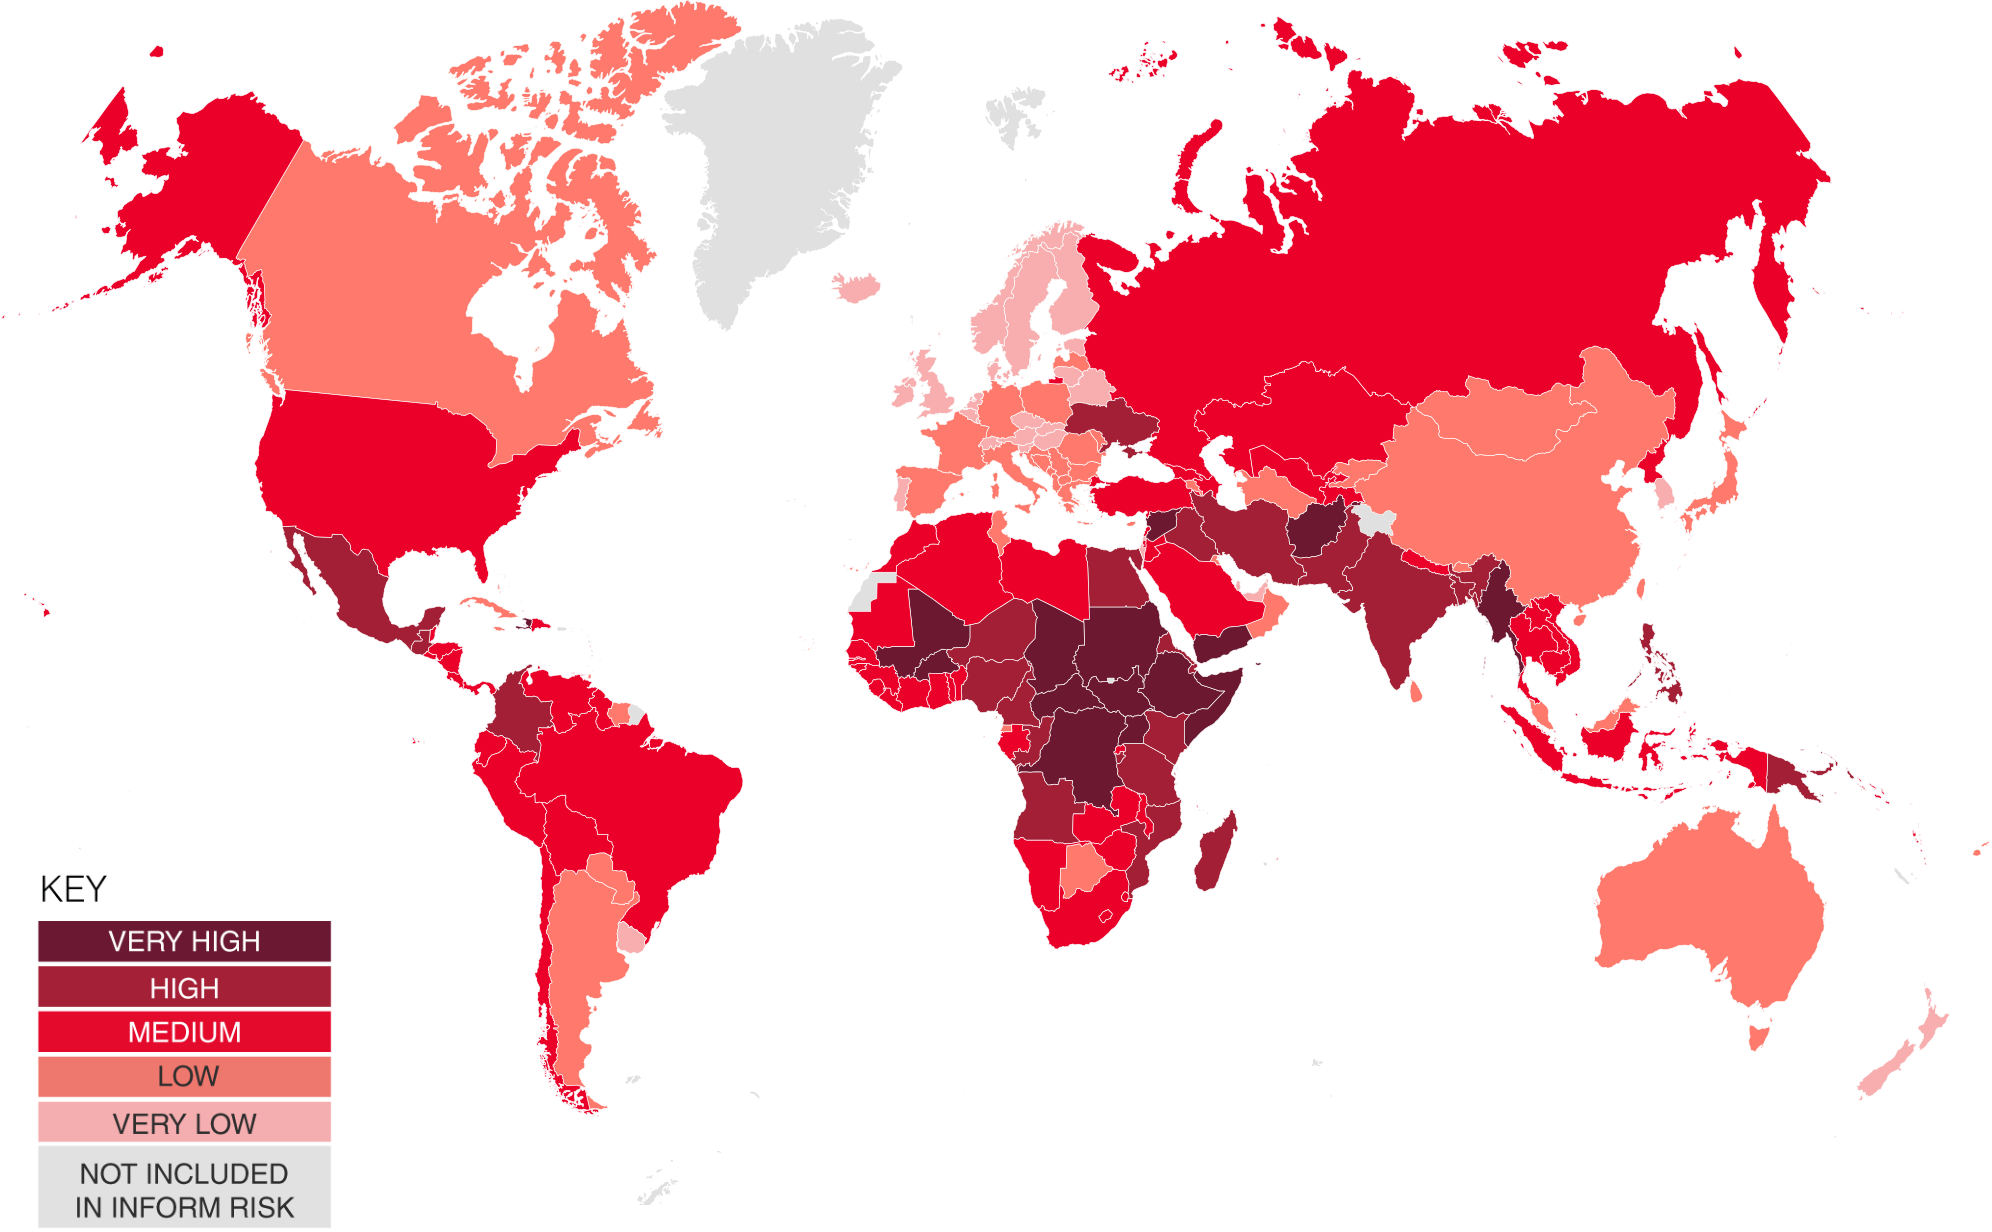 KEY
VERY HIGH
HIGH
MEDIUM
LOW
VERY LOW
NOT INCLUDED
IN INFORM RISK